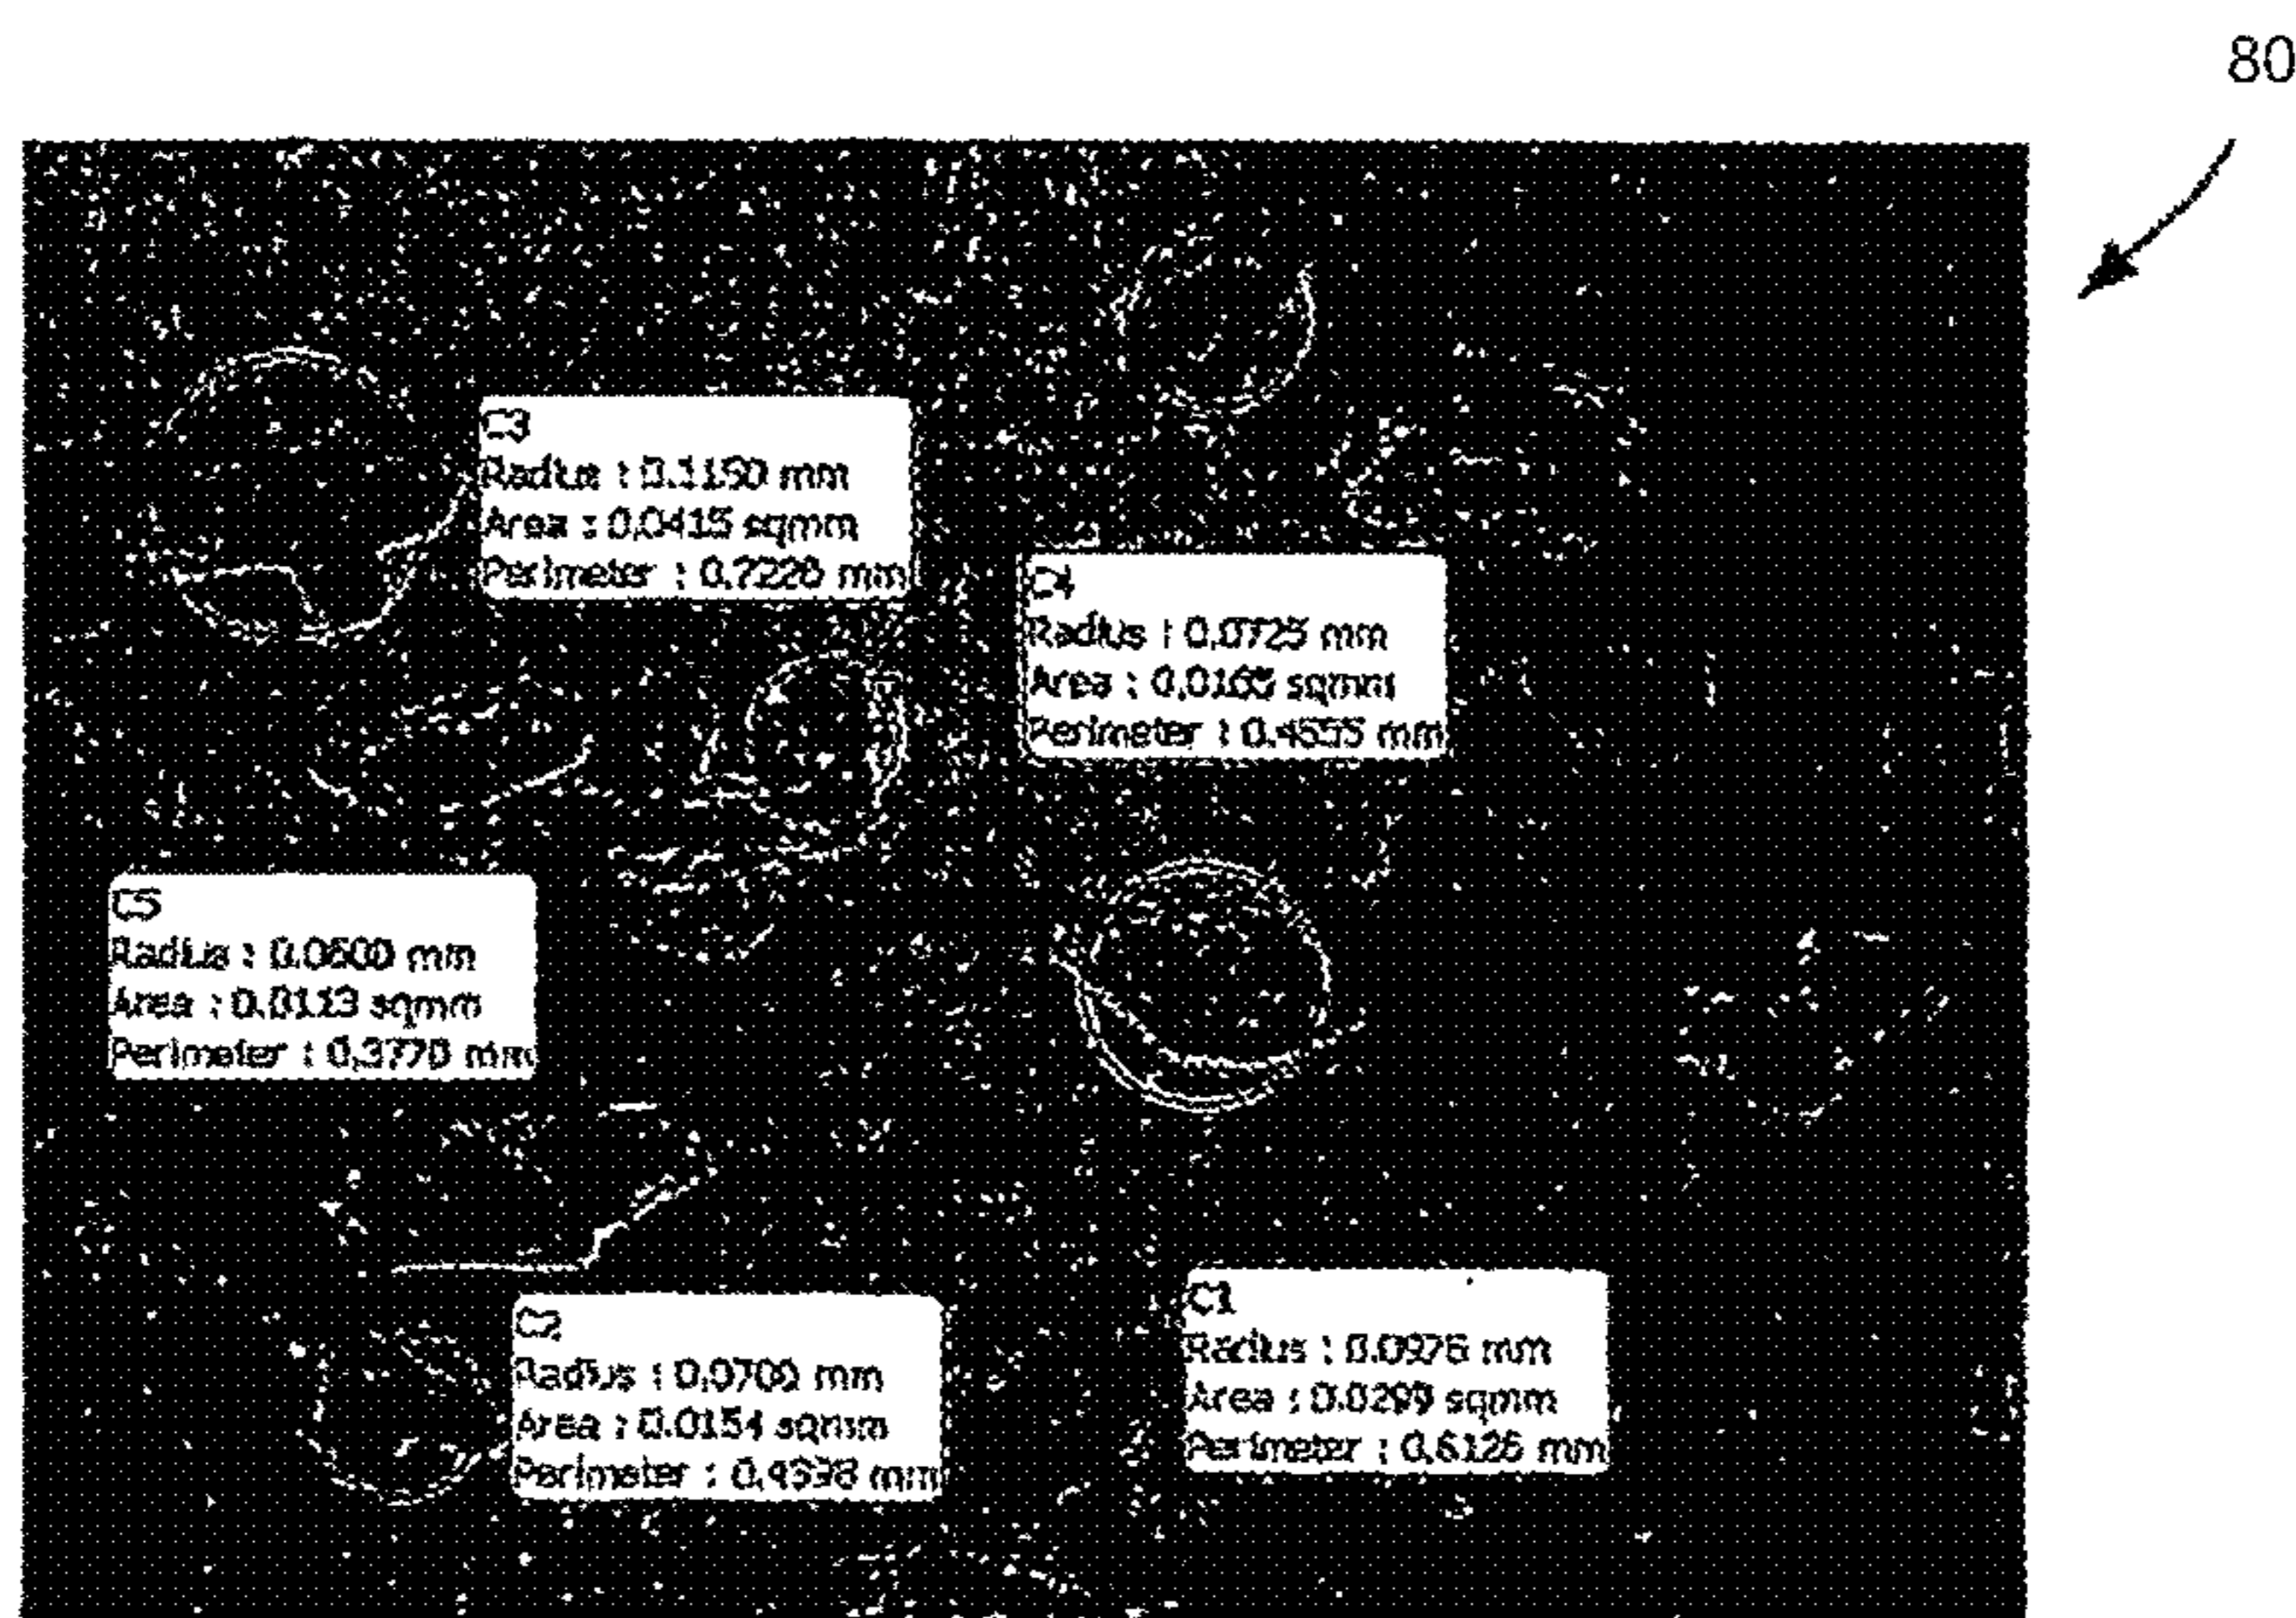 80
C3
Radius : 0.1150 mm
Area : 0.0415 sqmm
Perimeter : 0.7226 mm
C4
Radius : 0.0725 mm
Area : 0.0165 sqmm
Perimeter : 0.4555 mm
C5
Radius : 0.0600 mm
Area : 0.0113 sqmm
Perimeter : 0.3770 mm
C2
Radius : 0.0700 mm
Area : 0.0154 sqmm
Perimeter : 0.4398 mm
C1
Radius : 0.0975 mm
Area : 0.0299 sqmm
Perimeter : 0.6126 mm